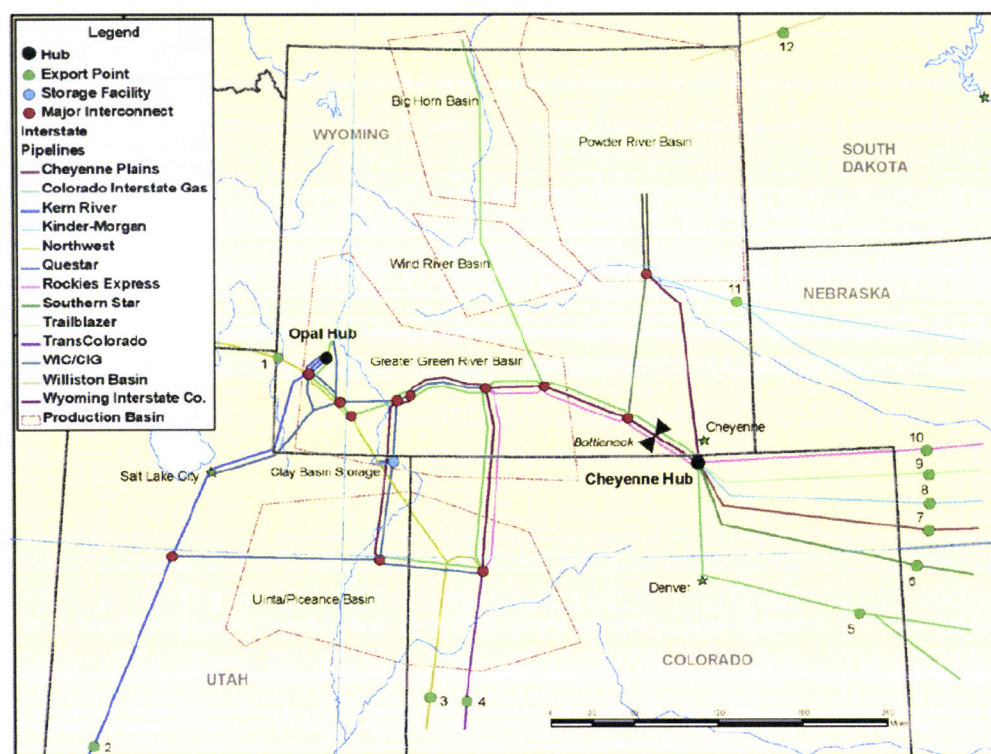 Legend
Hub
Export Point
Storage Facility
Major Interconnect
Interstate
Pipelines
Cheyenne Plains
Colorado Interstate Gas
Kern River
Kinder-Morgan
Northwest
Questar
Rockies Express
Southern Star
Trailblazer
TransColorado
WIC/CIG
Williston Basin
Wyoming Interstate Co.
Production Basin
12
Big Horn Basin
WYOMING
Powder River Basin
SOUTH
DAKOTA
Wind River Basin
NEBRASKA
11
Opal Hub
1
Greater Green River Basin
Bottleneck
Cheyenne
10
9
Salt Lake City
Clay Basin Storage
Cheyenne Hub
8
7
6
Denver
Uinta/Piceance Basin
5
COLORADO
UTAH
3
4
2
0
120
Miles